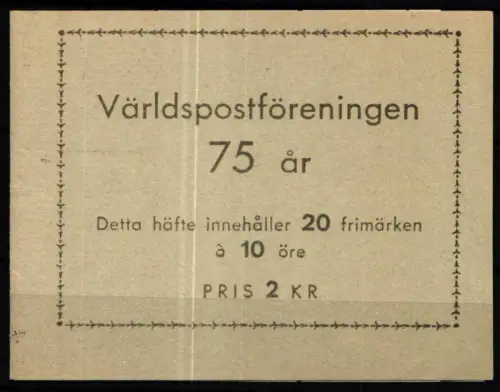 Världspostföreningen
75 år
Detta häfte innehåller 20 frimärken
à 10 öre
PRIS 2 KR